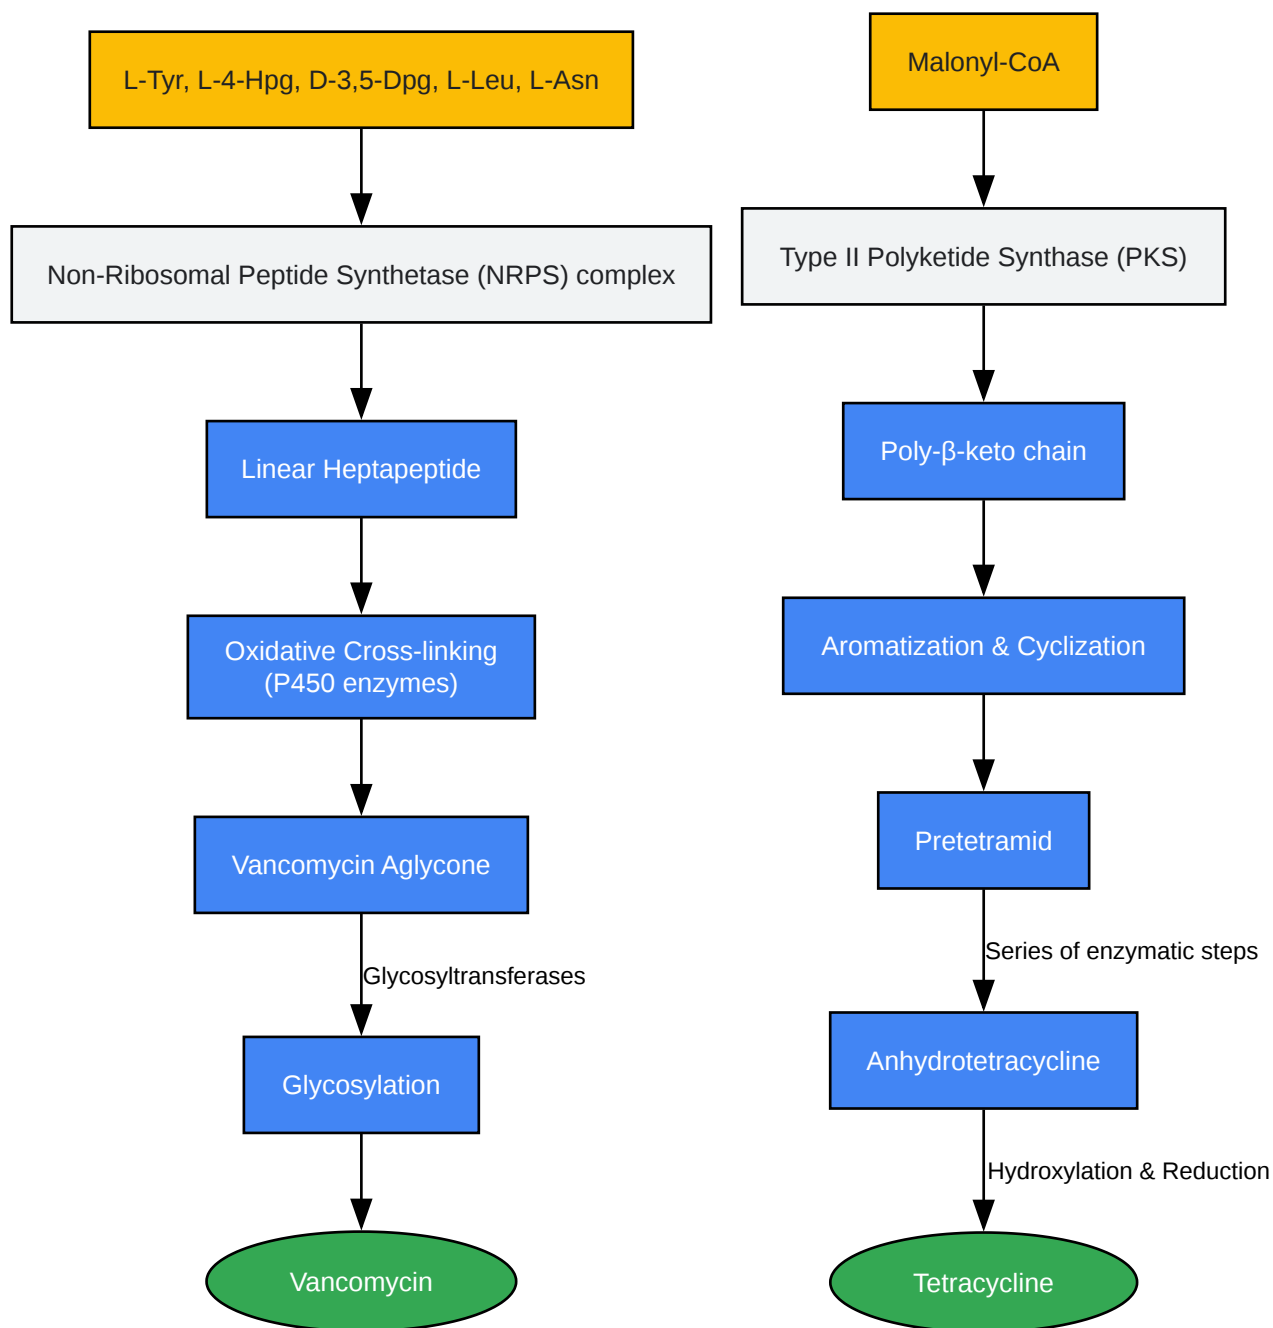 L-Tyr, L-4-Hpg, D-3,5-Dpg, L-Leu, L-Asn
Non-Ribosomal Peptide Synthetase (NRPS) complex
Linear Heptapeptide
Oxidative Cross-linking
(P450 enzymes)
Vancomycin Aglycone
Glycosyltransferases
Glycosylation
Vancomycin
Malonyl-CoA
Type II Polyketide Synthase (PKS)
Poly-β-keto chain
Aromatization & Cyclization
Pretetramid
Series of enzymatic steps
Anhydrotetracycline
Hydroxylation & Reduction
Tetracycline